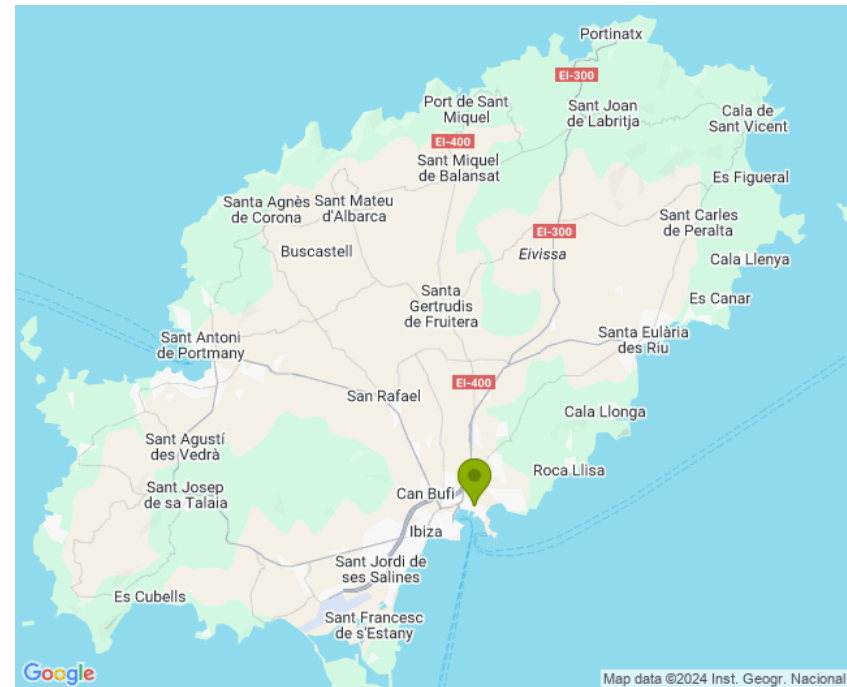 Portinatx
EI-300
Port de Sant
Miquel
Sant Joan
de Labritja
Cala de
Sant Vicent
EI-400
Sant Miquel
de Balansat
Es Figueral
Santa Agnès
de Corona
Sant Mateu
d'Albarca
Sant Carles
de Peralta
EI-300
Buscastell
Eivissa
Cala Llenya
Santa
Gertrudis
de Fruitera
Es Canar
Sant Antoni
de Portmany
Santa Eulària
des Riu
EI-400
San Rafael
Cala Llonga
Sant Agustí
des Vedrà
Roca Llisa
Sant Josep
de sa Talaia
Can Bufi
Ibiza
Sant Jordi de
ses Salines
Es Cubells
Sant Francesc
de s'Estany
Google
Map data ©2024 Inst. Geogr. Nacional